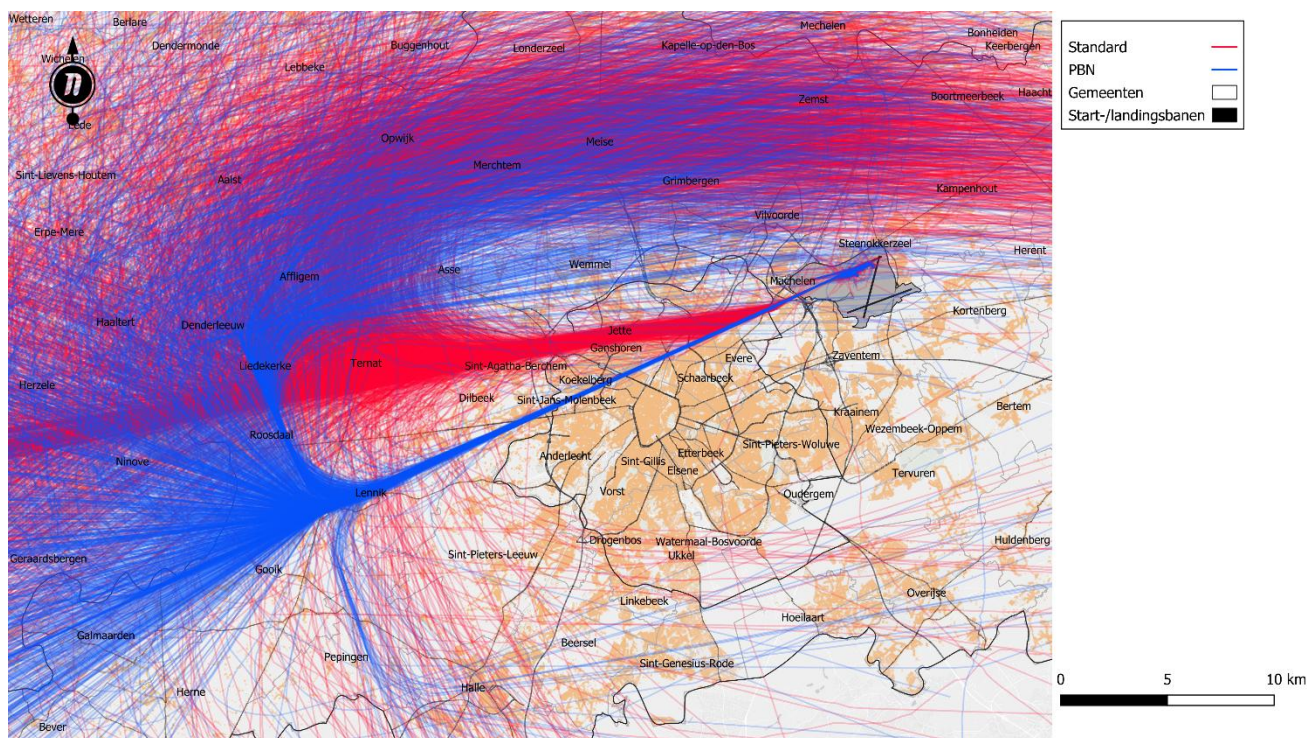 Wetteren
Berlare
Dendermonde
Buggenhout
Londerzeel
Kapelle-op-den-Bos
Mechelen
Bonheiden
Keerbergen
Wichelen
Lebbeke
n
Lede
Zemst
Boortmeerbeek
Haacht
Opwijk
Meise
Merchtem
Sint-Lievens-Houtem
Aalst
Grimbergen
Kampenhout
Vilvoorde
Erpe-Mere
Steenokkerzeel
Herent
Affligem
Asse
Wemmel
Machelen
Kortenberg
Haaltert
Denderleeuw
Jette
Ganshoren
Evere
Zaventem
Liedekerke
Ternat
Sint-Agatha-Berchem
Koekelberg
Schaarbeek
Herzele
Dilbeek
Sint-Jans-Molenbeek
Kraainem
Bertem
Wezembeek-Oppem
Roosdaal
Sint-Pieters-Woluwe
Ninove
Anderlecht
Sint-Gillis
Etterbeek
Elsene
Tervuren
Lennik
Vorst
Oudergem
Geraardsbergen
Gooik
Sint-Pieters-Leeuw
Drogenbos
Watermaal-Bosvoorde
Ukkel
Huldenberg
Linkebeek
Overijse
Hoeilaart
Galmaarden
Pepingen
Beersel
Sint-Genesius-Rode
Herne
Halle
Bever
Standard
PBN
Gemeenten
Start-/landingsbanen
0 5 10 km